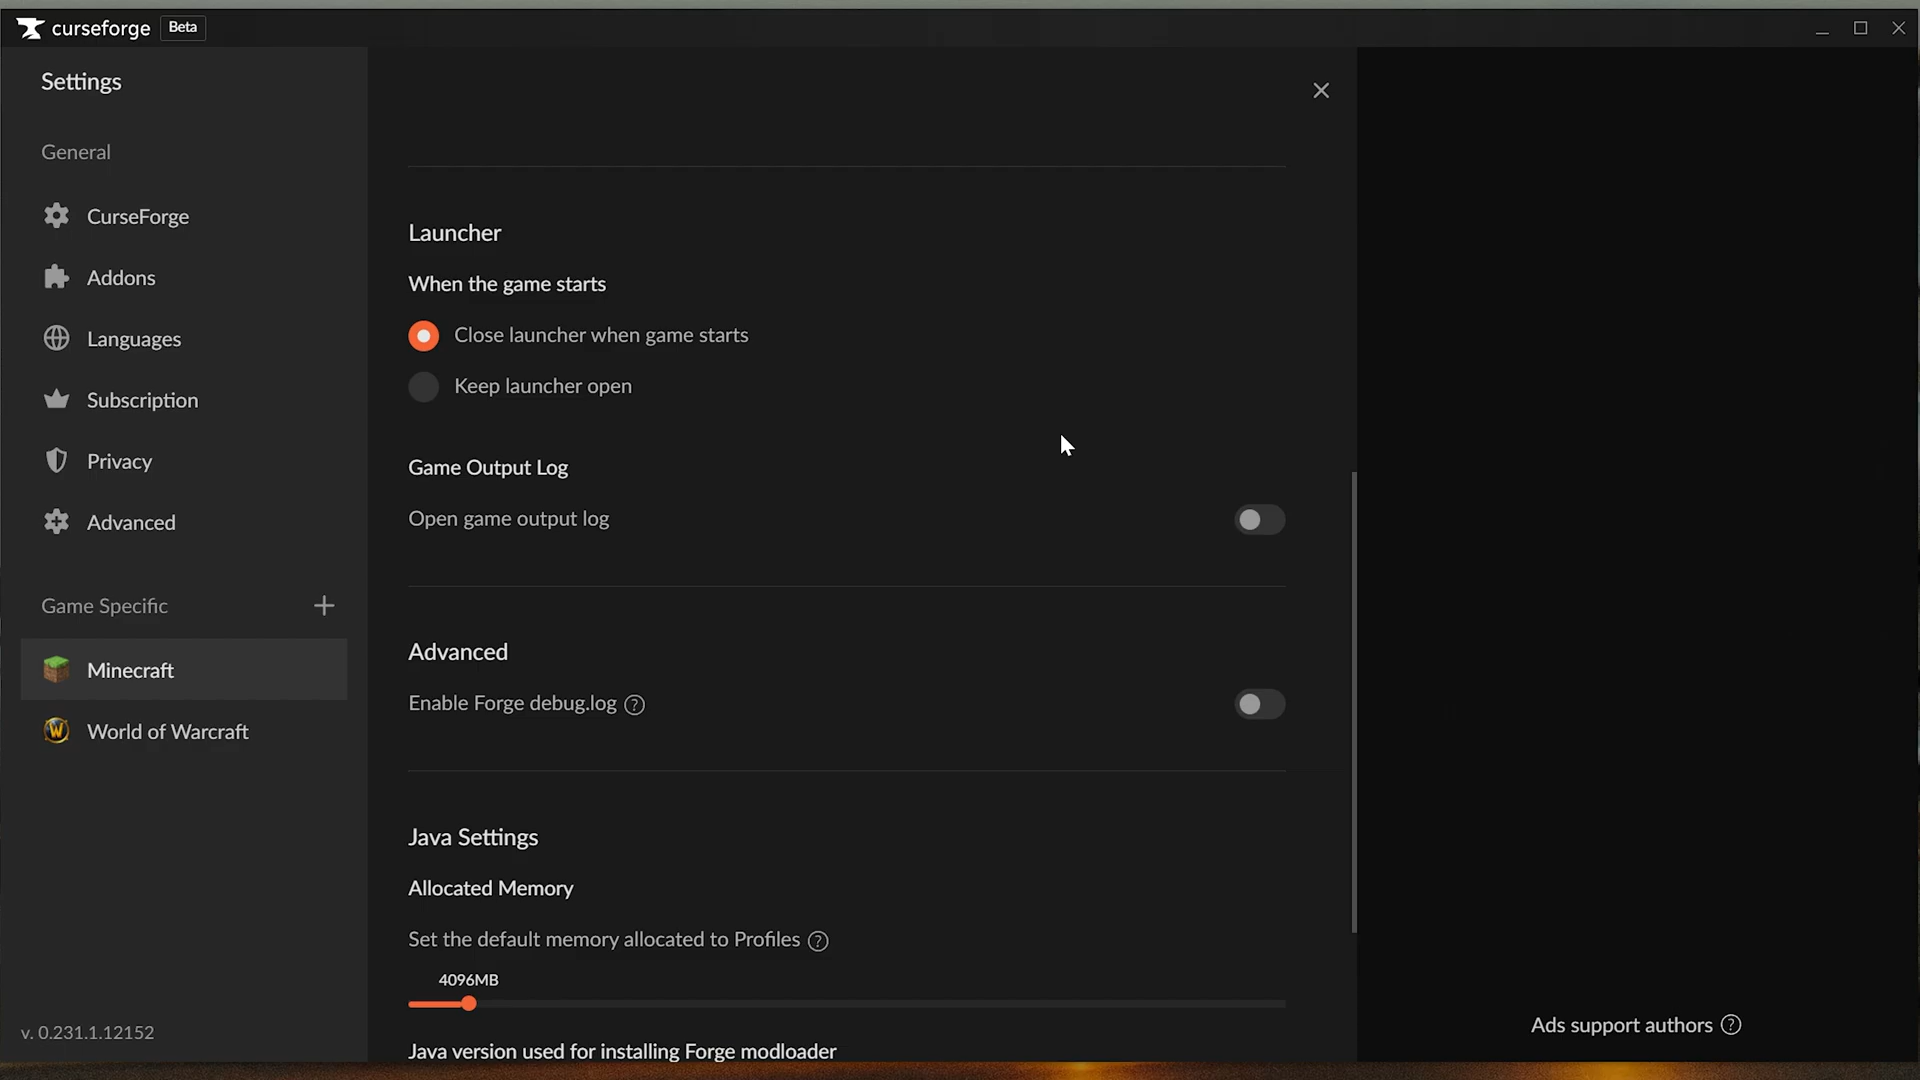 curseforge Beta
Settings
General
CurseForge
Addons
Languages
Subscription
Privacy
Advanced
Game Specific
Minecraft
World of Warcraft
v. 0.231.1.12152
Launcher
When the game starts
Close launcher when game starts
Keep launcher open
Game Output Log
Open game output log
Advanced
Enable Forge debug.log
Java Settings
Allocated Memory
Set the default memory allocated to Profiles
4096MB
Java version used for installing Forge modloader
Ads support authors